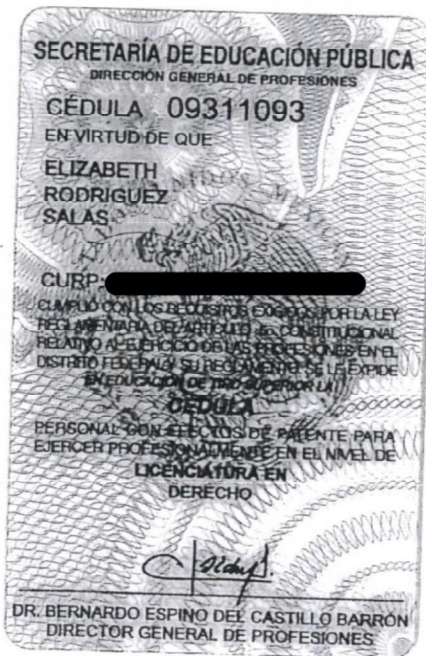 SECRETARÍA DE EDUCACIÓN PÚBLICA
DIRECCIÓN GENERAL DE PROFESIONES
CÉDULA 09311093
EN VIRTUD DE QUE
ELIZABETH
RODRIGUEZ
SALAS
CURP:
CUMPLIÓ CON LOS REQUISITOS EXIGIDOS POR LA LEY
REGLAMENTARIA DEL ARTÍCULO 5o. CONSTITUCIONAL
RELATIVO AL EJERCICIO DE LAS PROFESIONES EN EL
DISTRITO FEDERAL Y SU REGLAMENTO SE LE EXPIDE
EN EDUCACIÓN DE TIPO SUPERIOR LA
CÉDULA
PERSONAL CON EFECTOS DE PATENTE PARA
EJERCER PROFESIONALMENTE EN EL NIVEL DE
LICENCIATURA EN
DERECHO
DR. BERNARDO ESPINO DEL CASTILLO BARRÓN
DIRECTOR GENERAL DE PROFESIONES